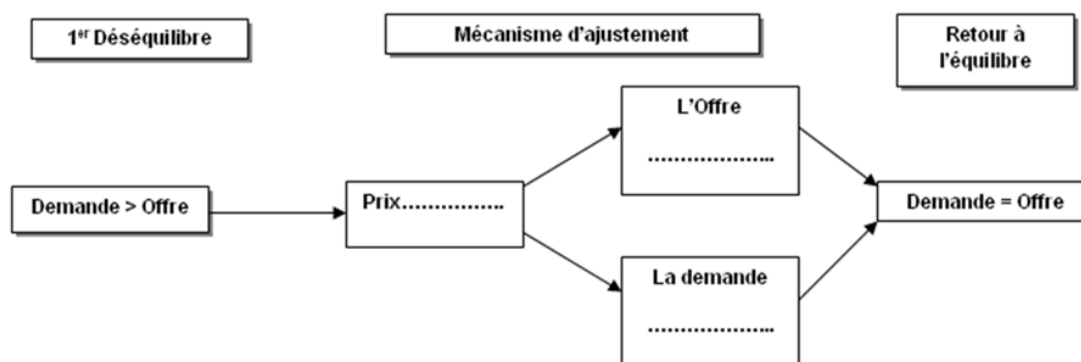 1er Déséquilibre
Mécanisme d'ajustement
Retour à
l'équilibre
Demande > Offre
Prix................
L'Offre
......................
La demande
......................
Demande = Offre